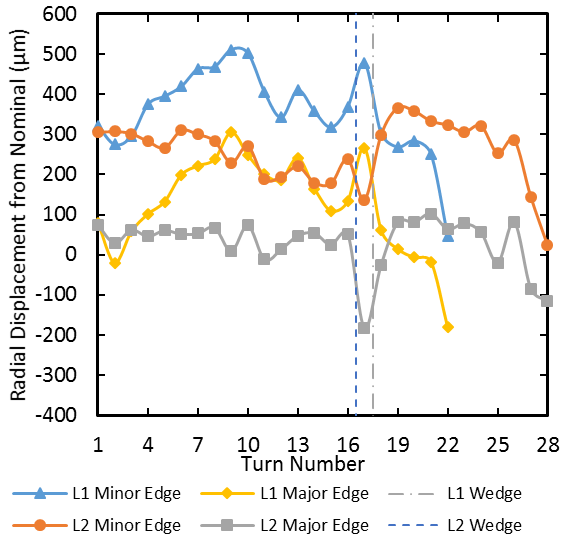 Radial Displacement from Nominal (µm)
600
500
400
300
200
100
0
-100
-200
-300
-400
1 4 7 10 13 16 19 22 25 28
Turn Number
L1 Minor Edge L1 Major Edge L1 Wedge
L2 Minor Edge L2 Major Edge L2 Wedge